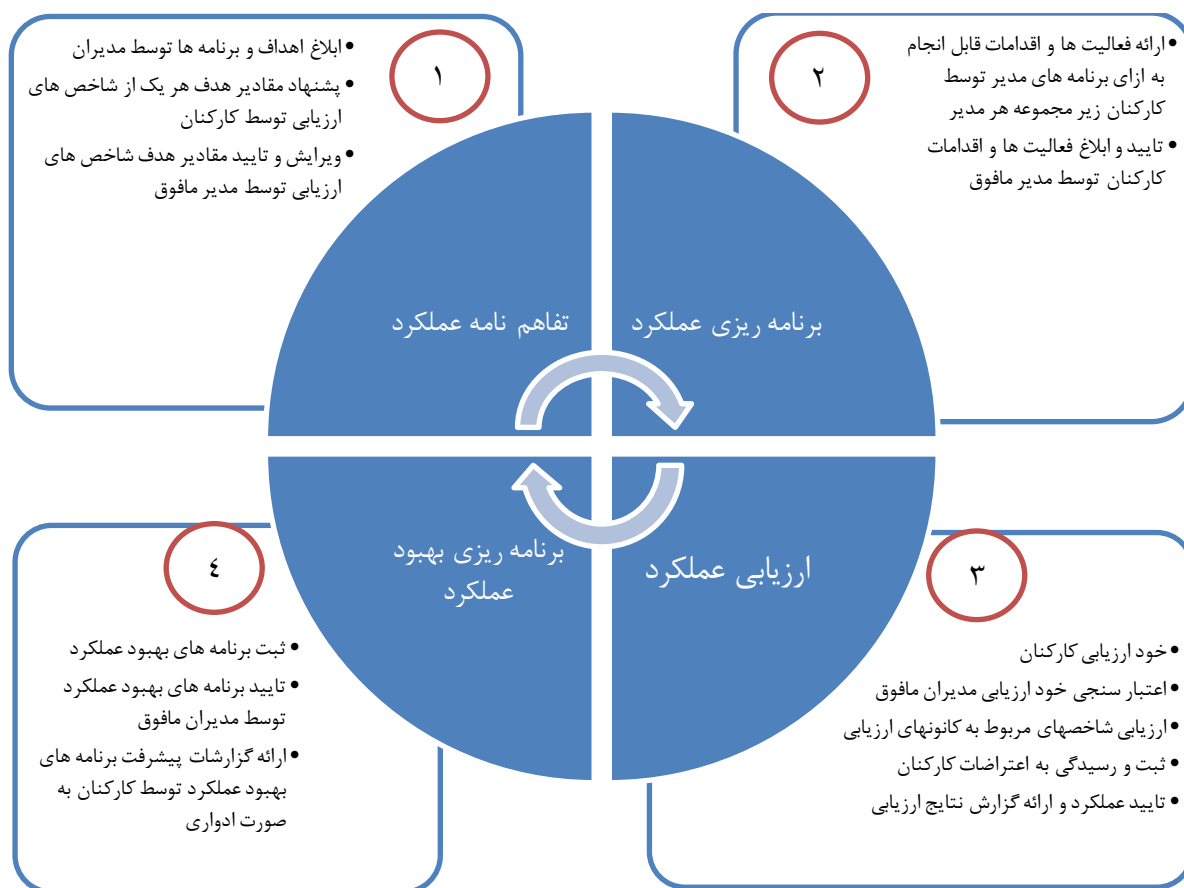 ۱
• ابلاغ اهداف و برنامه ها توسط مدیران
• پشنهاد مقادیر هدف هر یک از شاخص های
ارزیابی توسط کارکنان
• ویرایش و تایید مقادیر هدف شاخص های
ارزیابی توسط مدیر مافوق
تفاهم نامه عملکرد
۲
• ارائه فعالیت ها و اقدامات قابل انجام
به ازای برنامه های مدیر توسط
کارکنان زیر مجموعه هر مدیر
• تایید و ابلاغ فعالیت ها و اقدامات
کارکنان توسط مدیر مافوق
برنامه ریزی عملکرد
۳
• خود ارزیابی کارکنان
• اعتبار سنجی خود ارزیابی مدیران مافوق
• ارزیابی شاخصهای مربوط به کانونهای ارزیابی
• ثبت و رسیدگی به اعتراضات کارکنان
• تایید عملکرد و ارائه گزارش نتایج ارزیابی
ارزیابی عملکرد
٤
• ثبت برنامه های بهبود عملکرد
• تایید برنامه های بهبود عملکرد
توسط مدیران مافوق
• ارائه گزارشات پیشرفت برنامه های
بهبود عملکرد توسط کارکنان به
صورت ادواری
برنامه ریزی بهبود
عملکرد